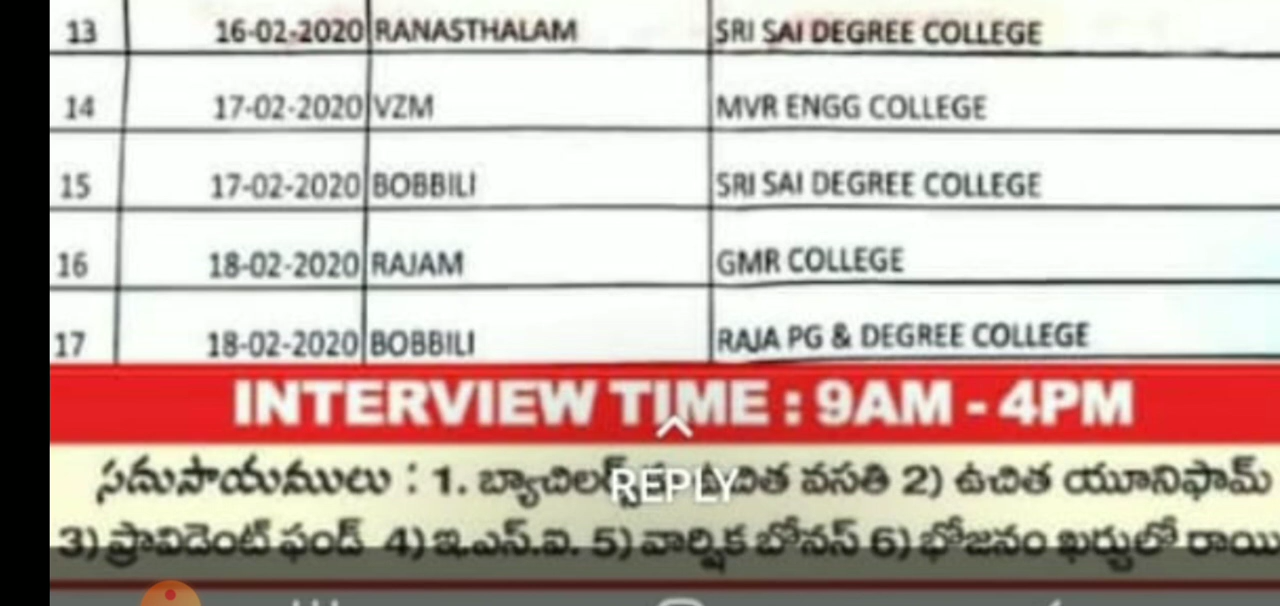 13 16-02-2020 RANASTHALAM SRI SAI DEGREE COLLEGE
14 17-02-2020 VZM MVR ENGG COLLEGE
15 17-02-2020 BOBBILI SRI SAI DEGREE COLLEGE
16 18-02-2020 RAJAM GMR COLLEGE
17 18-02-2020 BOBBILI RAJA PG & DEGREE COLLEGE
INTERVIEW TIME : 9AM - 4PM
సదుపాయములు : 1. వసతి 2) ఉచిత యూనిఫామ్
REPLY
3) ప్రావిడెంట్ ఫండ్ 4) ఇ.ఎస్.ఐ. 5) వార్షిక బోనస్ 6) భోజనం ఖర్చులో